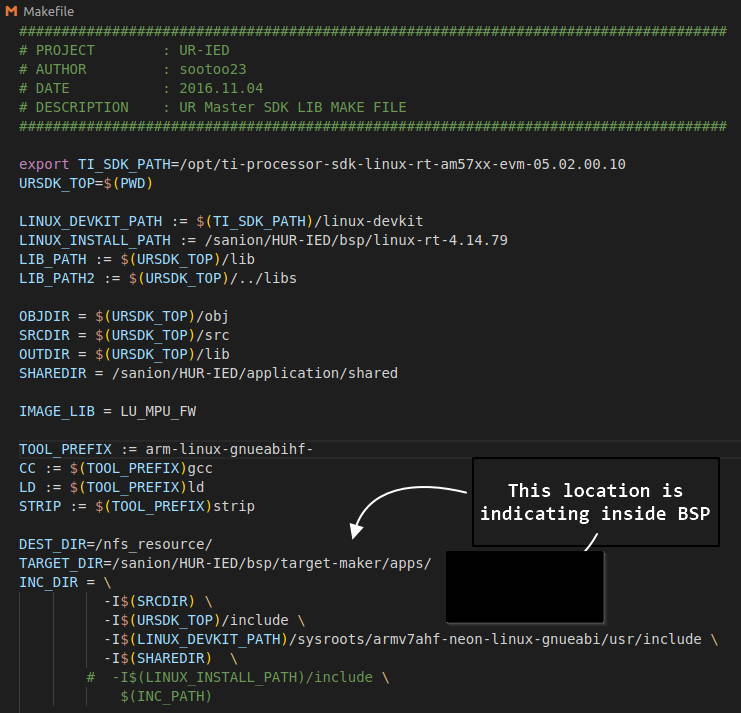 Makefile
####################################################################################
# PROJECT        : UR-IED
# AUTHOR         : sootoo23
# DATE           : 2016.11.04
# DESCRIPTION    : UR Master SDK LIB MAKE FILE
####################################################################################
export TI_SDK_PATH=/opt/ti-processor-sdk-linux-rt-am57xx-evm-05.02.00.10
URSDK_TOP=$(PWD)
LINUX_DEVKIT_PATH := $(TI_SDK_PATH)/linux-devkit
LINUX_INSTALL_PATH := /sanion/HUR-IED/bsp/linux-rt-4.14.79
LIB_PATH := $(URSDK_TOP)/lib
LIB_PATH2 := $(URSDK_TOP)/../libs
OBJDIR = $(URSDK_TOP)/obj
SRCDIR = $(URSDK_TOP)/src
OUTDIR = $(URSDK_TOP)/lib
SHAREDIR = /sanion/HUR-IED/application/shared
IMAGE_LIB = LU_MPU_FW
TOOL_PREFIX := arm-linux-gnueabihf-
CC := $(TOOL_PREFIX)gcc
LD := $(TOOL_PREFIX)ld
STRIP := $(TOOL_PREFIX)strip
This location is
indicating inside BSP
DEST_DIR=/nfs_resource/
TARGET_DIR=/sanion/HUR-IED/bsp/target-maker/apps/
INC_DIR = \
-I$(SRCDIR) \
-I$(URSDK_TOP)/include \
-I$(LINUX_DEVKIT_PATH)/sysroots/armv7ahf-neon-linux-gnueabi/usr/include \
-I$(SHAREDIR)  \
#  -I$(LINUX_INSTALL_PATH)/include \
$(INC_PATH)